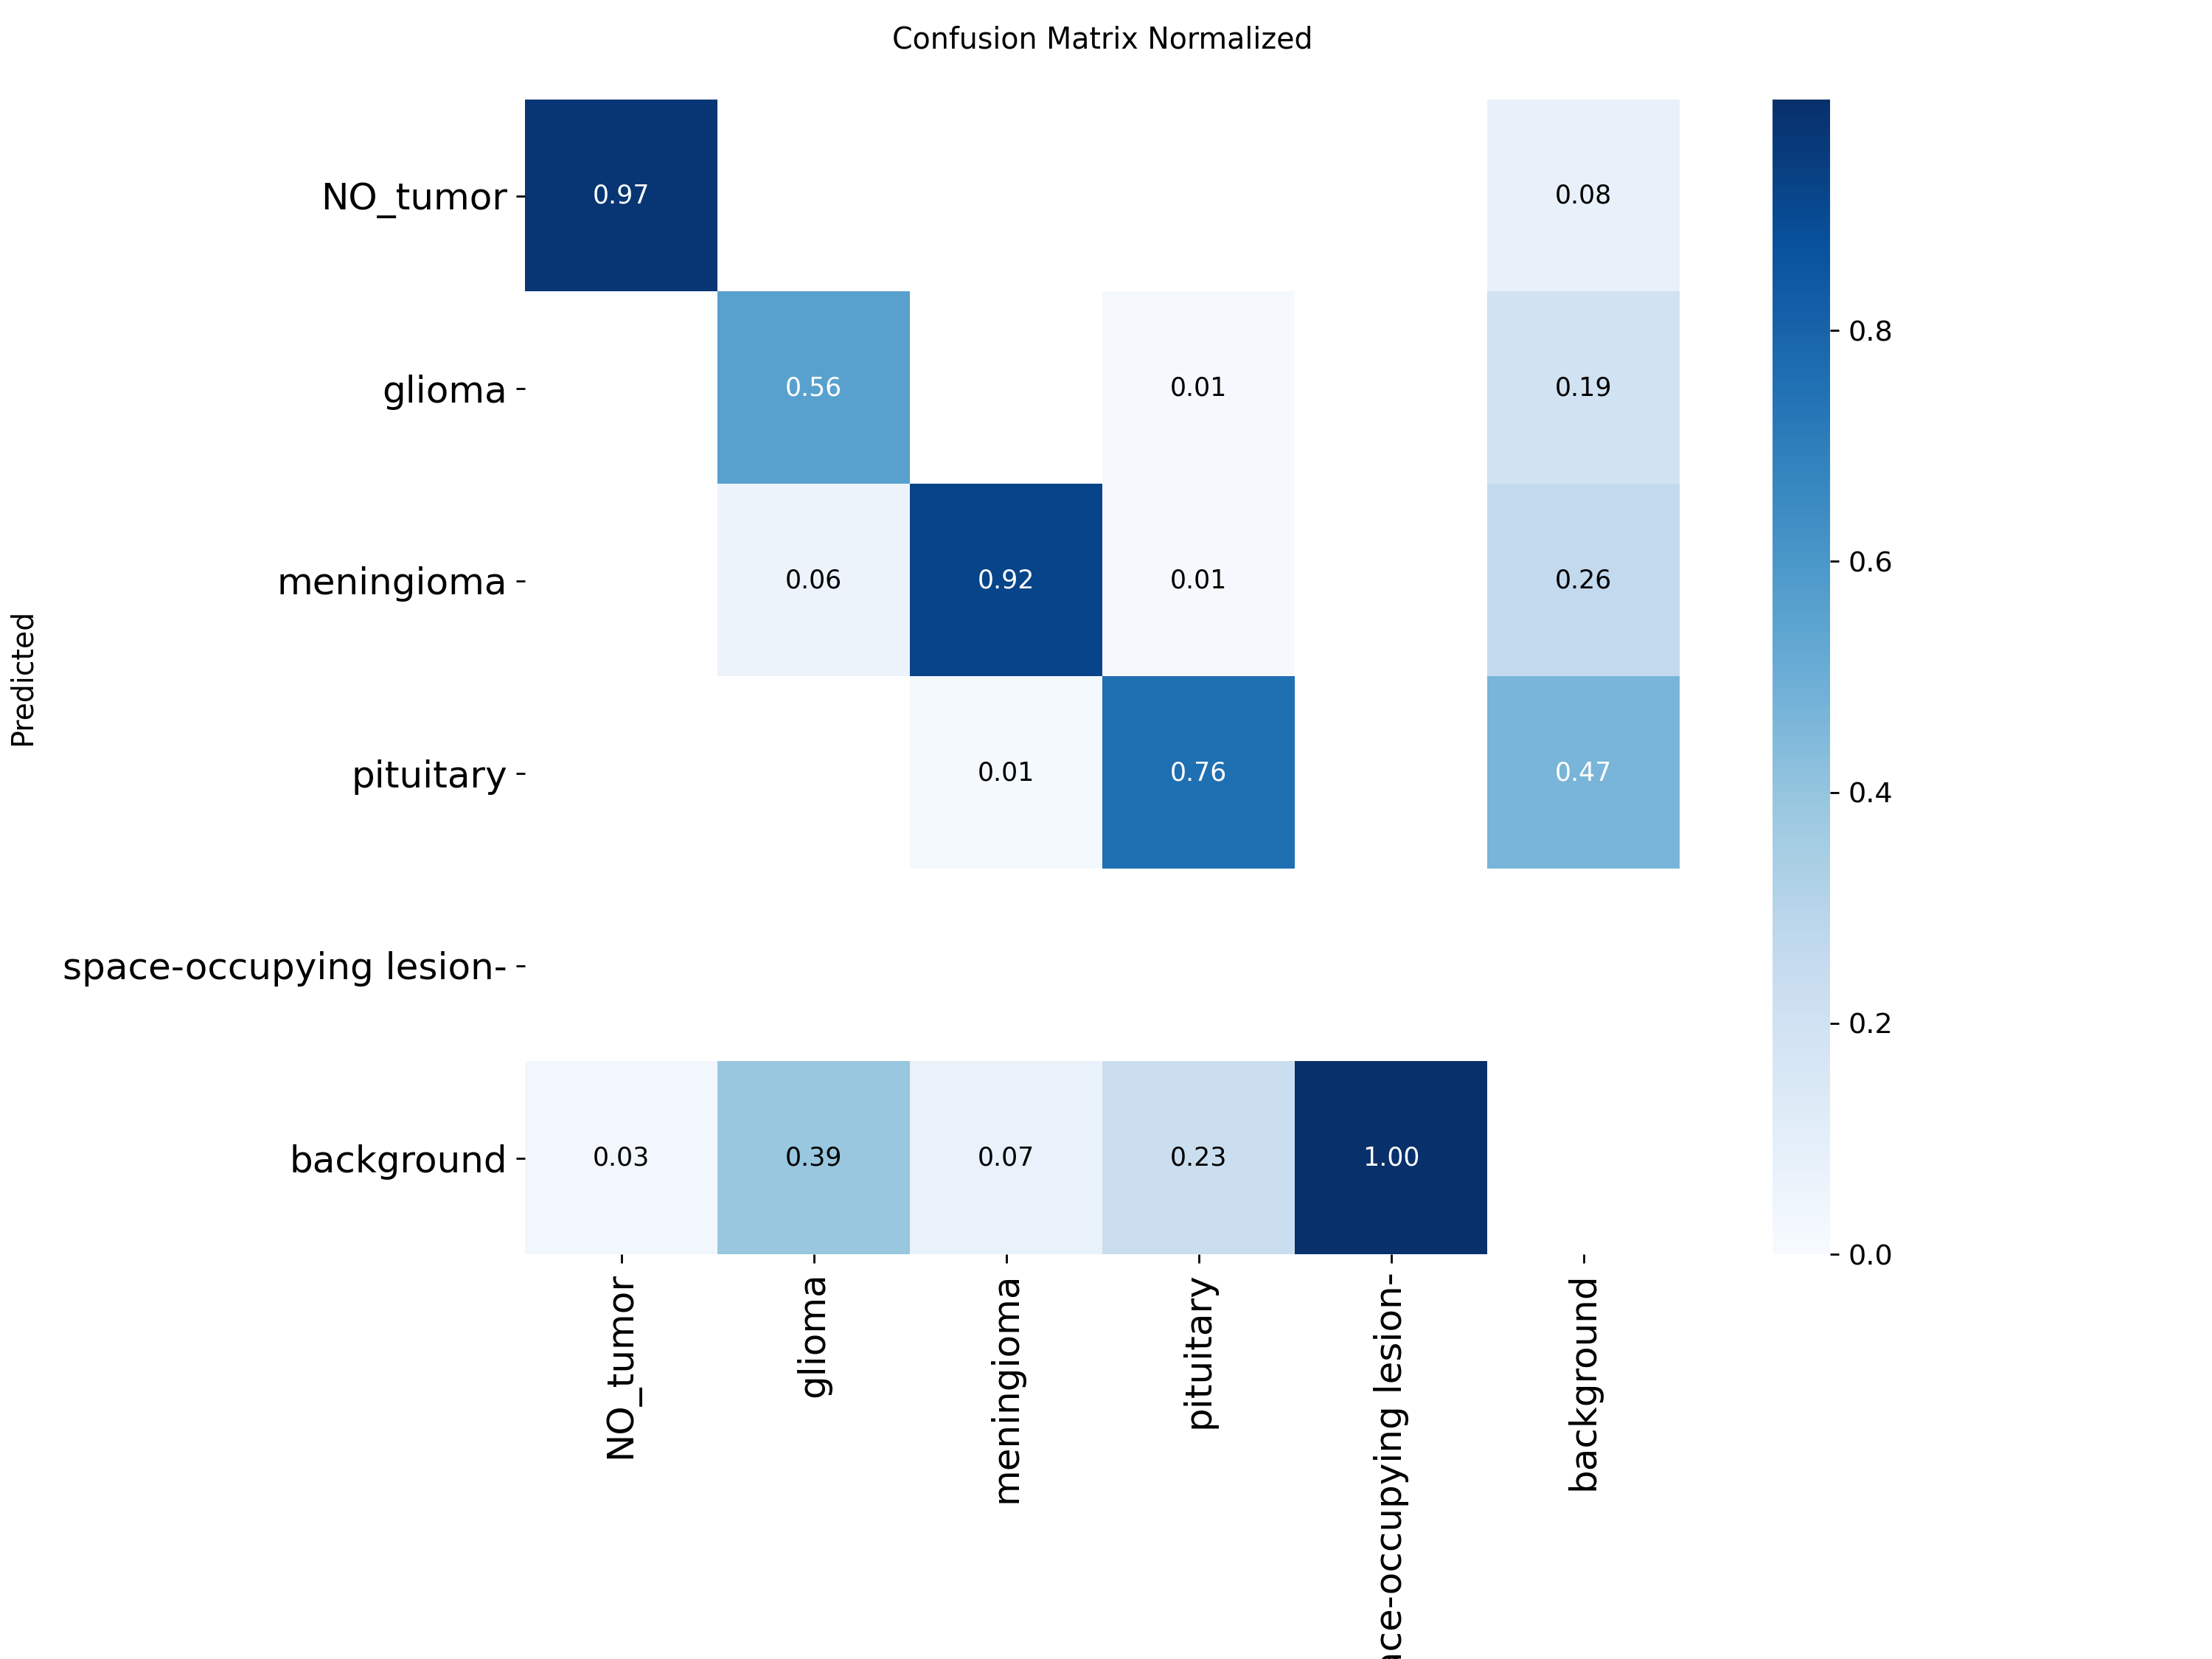 Confusion Matrix Normalized
Predicted
NO_tumor 0.97 0.08
glioma 0.56 0.01 0.19
meningioma 0.06 0.92 0.01 0.26
pituitary 0.01 0.76 0.47
space-occupying lesion-
background 0.03 0.39 0.07 0.23 1.00
NO_tumor
glioma
meningioma
pituitary
ace-occupying lesion-
background
0.8
0.6
0.4
0.2
0.0